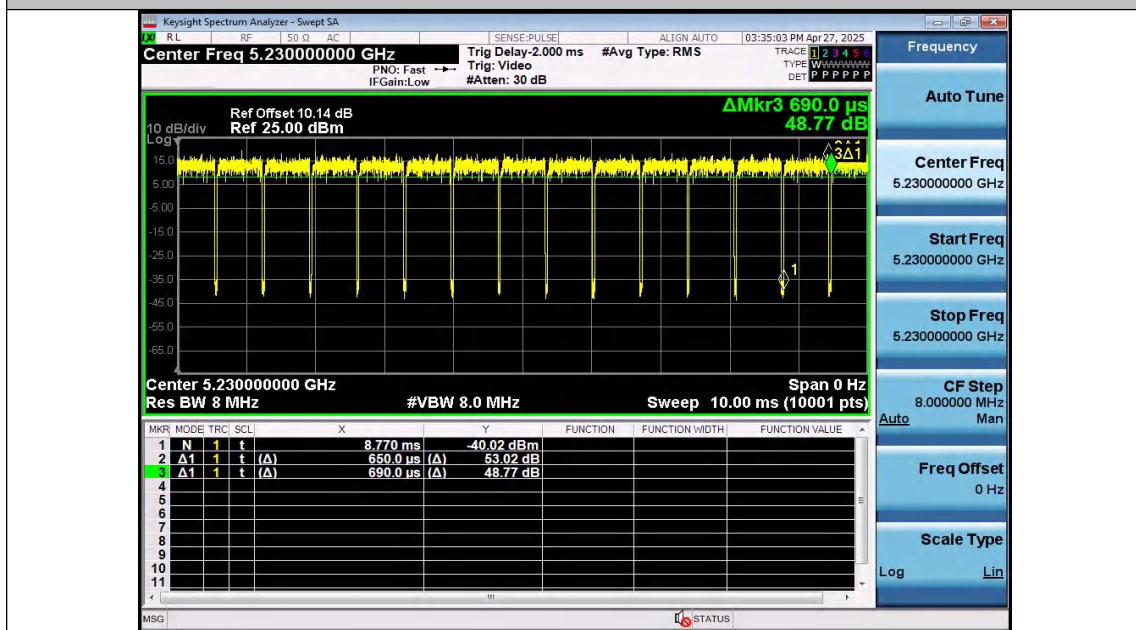 Keysight Spectrum Analyzer - Swept SA
LXI RL RF 50 Ω AC SENSE:PULSE ALIGN AUTO 03:35:03 PM Apr 27, 2025
Center Freq 5.230000000 GHz Trig Delay-2.000 ms #Avg Type: RMS TRACE 1 2 3 4 5 6
PNO: Fast Trig: Video TYPE WWWWWW
IFGain:Low #Atten: 30 dB DET P P P P P P
Ref Offset 10.14 dB ΔMkr3 690.0 µs
10 dB/div Ref 25.00 dBm 48.77 dB
Log
15.0
5.00
-5.00
-15.0
-25.0
-35.0
-45.0
-55.0
-65.0
3Δ1
1
Center 5.230000000 GHz Span 0 Hz
Res BW 8 MHz #VBW 8.0 MHz Sweep 10.00 ms (10001 pts)
MKR MODE TRC SCL X Y FUNCTION FUNCTION WIDTH FUNCTION VALUE
1 N 1 t 8.770 ms -40.02 dBm
2 Δ1 1 t (Δ) 650.0 µs (Δ) 53.02 dB
3 Δ1 1 t (Δ) 690.0 µs (Δ) 48.77 dB
4
5
6
7
8
9
10
11
MSG STATUS
Frequency
Auto Tune
Center Freq
5.230000000 GHz
Start Freq
5.230000000 GHz
Stop Freq
5.230000000 GHz
CF Step
8.000000 MHz
Auto Man
Freq Offset
0 Hz
Scale Type
Log Lin